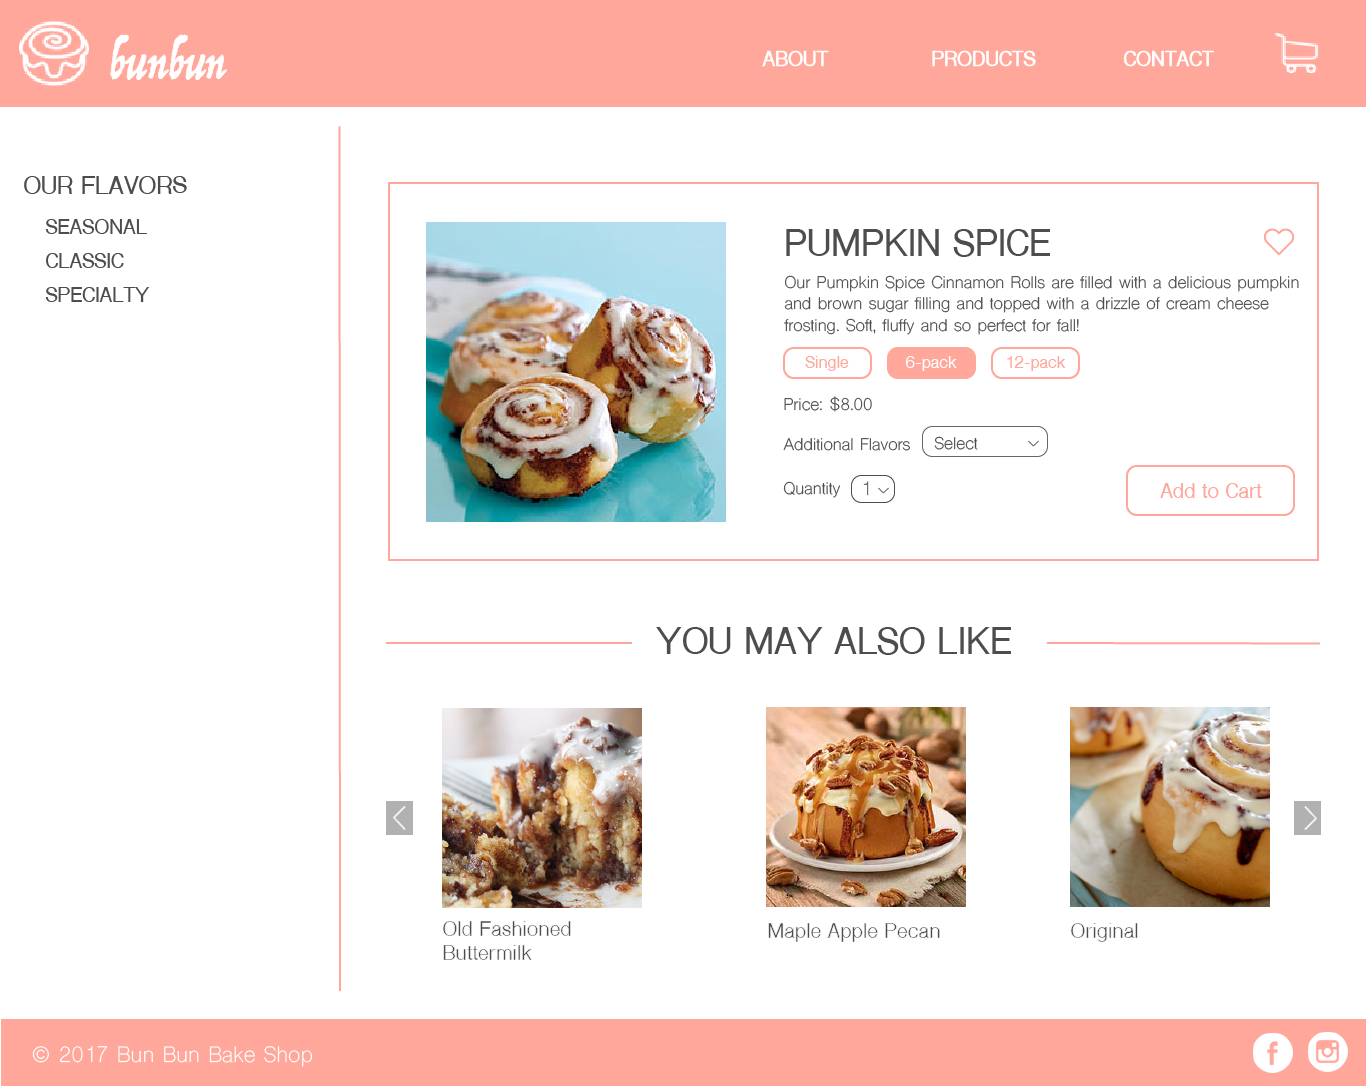 bunbun
ABOUT
PRODUCTS
CONTACT
OUR FLAVORS
SEASONAL
CLASSIC
SPECIALTY
PUMPKIN SPICE
Our Pumpkin Spice Cinnamon Rolls are filled with a delicious pumpkin
and brown sugar filling and topped with a drizzle of cream cheese
frosting. Soft, fluffy and so perfect for fall!
Single
6-pack
12-pack
Price: $8.00
Additional Flavors
Select
Quantity
1
Add to Cart
YOU MAY ALSO LIKE
Old Fashioned
Buttermilk
Maple Apple Pecan
Original
© 2017 Bun Bun Bake Shop